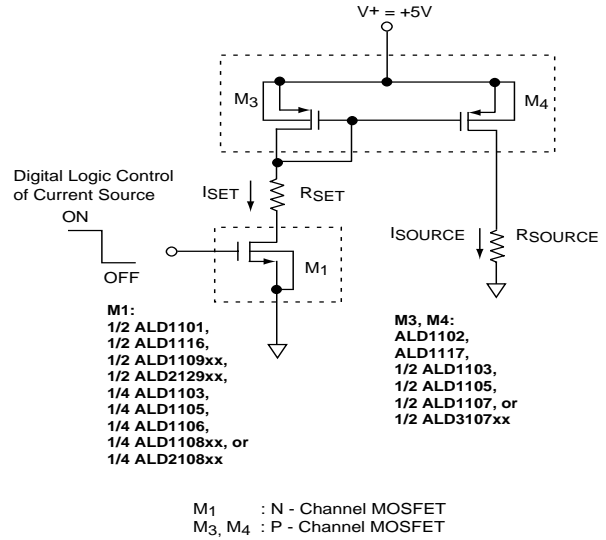 V+ = +5V
M3
M4
Digital Logic Control
of Current Source
ON
OFF
ISET
RSET
ISOURCE
RSOURCE
M1
M1:
1/2 ALD1101,
1/2 ALD1116,
1/2 ALD1109xx,
1/2 ALD2129xx,
1/4 ALD1103,
1/4 ALD1105,
1/4 ALD1106,
1/4 ALD1108xx, or
1/4 ALD2108xx
M3, M4:
ALD1102,
ALD1117,
1/2 ALD1103,
1/2 ALD1105,
1/2 ALD1107, or
1/2 ALD3107xx
M1 : N - Channel MOSFET
M3, M4 : P - Channel MOSFET